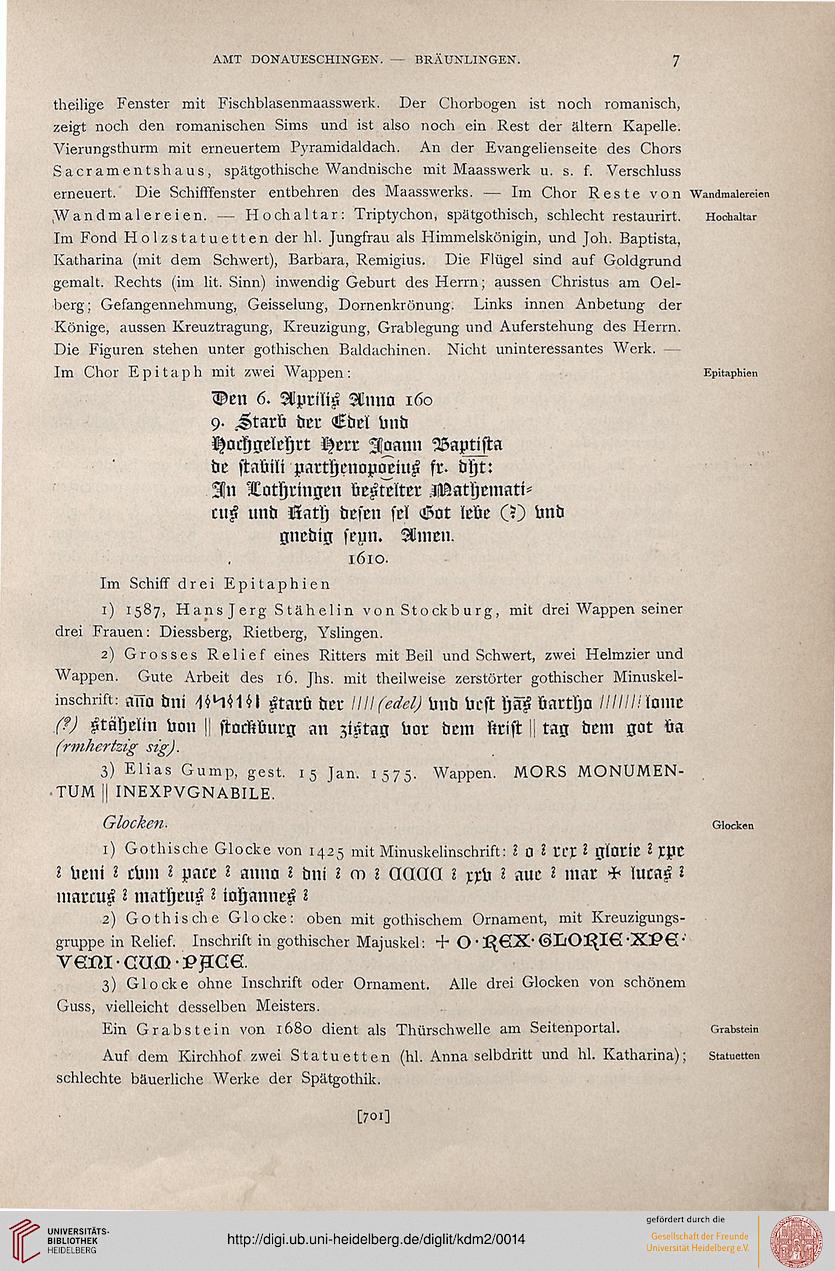 AMT DONAUESCHINGEN. — BRÄUNLINGEN. 7
theilige Fenster mit Fischblasenmaasswerk. Der Chorbogen ist noch romanisch,
zeigt noch den romanischen Sims und ist also noch ein Rest der ältern Kapelle.
Vierungsthurm mit erneuertem Pyramidaldach. An der Evangelienseite des Chors
Sacramentshaus, spätgothische Wandnische mit Maasswerk u. s. f. Verschluss
erneuert. Die Schifffenster entbehren des Maasswerks. — Im Chor Reste von Wandmalereien
Wandmalereien. — Hochaltar: Triptychon, spätgothisch, schlecht restaurirt. Hochaltar
Im Fond Holzstatuetten der hl. Jungfrau als Himmelskönigin, und Joh. Baptista,
Katharina (mit dem Schwert), Barbara, Remigius. Die Flügel sind auf Goldgrund
gemalt. Rechts (im lit. Sinn) inwendig Geburt des Herrn; aussen Christus am Oel-
berg; Gefangennehmung, Geisselung, Dornenkrönung. Links innen Anbetung der
Könige, aussen Kreuztragung, Kreuzigung, Grablegung und Auferstehung des Herrn.
Die Figuren stehen unter gothischen Baldachinen. Nicht uninteressantes Werk. —
Im Chor Epitaph mit zwei Wappen: Epitaphien
Den 6. Aprilis Anno 160
9. Starb der Edel vnd
Hochgelehrt Herr Joann Baptista
de stabili parthenopoeius fr. dht:
In Lothringen bestelter Mathemati-
cus und Rath desen sel Got lebe (?) vnd
gnedig seyn. Amen.
1610.
Im Schiff drei Epitaphien
1) 1587, Hans Jerg Stähelin von Stockburg, mit drei Wappen seiner
drei Frauen: Diessberg, Rietberg, Yslingen.
2) Grosses Relief eines Ritters mit Beil und Schwert, zwei Helmzier und
Wappen. Gute Arbeit des 16. Jhs. mit theilweise zerstörter gothischer Minuskel-
inschrift: año dni starb der //// (edel) vnd vest hās bartho ////// lome
(?) stähelin von || stockburg an zistag vor dem krist || tag dem got ba
(rmhertzig sig).
3) Elias Gump, gest. 15 Jan. 1575. Wappen. MORS MONUMEN-
TUM || INEXPVGNABILE.
Glocken. Glocken
1) Gothische Glocke von 1425 mit Minuskelinschrift: ⁝ o ⁝ rex ⁝ glorie ⁝ xpe
⁝ veni ⁝ cvm ⁝ pace ⁝ anno ⁝ dni ⁝ m ⁝ CCCC ⁝ xxv ⁝ aue ⁝ mar ✠ lucas ⁝
marcus ⁝ matheus ⁝ iohannes ⁝
2) Gothische Glocke: oben mit gothischem Ornament, mit Kreuzigungs-
gruppe in Relief. Inschrift in gothischer Majuskel: + O · REX · GLORIE · XPE ·
VENI · CUM · PACE.
3) Glocke ohne Inschrift oder Ornament. Alle drei Glocken von schönem
Guss, vielleicht desselben Meisters.
Ein Grabstein von 1680 dient als Thürschwelle am Seitenportal. Grabstein
Auf dem Kirchhof zwei Statuetten (hl. Anna selbdritt und hl. Katharina); Statuetten
schlechte bäuerliche Werke der Spätgothik.
[701]
UNIVERSITÄTS-
BIBLIOTHEK
HEIDELBERG
http://digi.ub.uni-heidelberg.de/diglit/kdm2/0014
gefördert durch die
Gesellschaft der Freunde
Universität Heidelberg e.V.